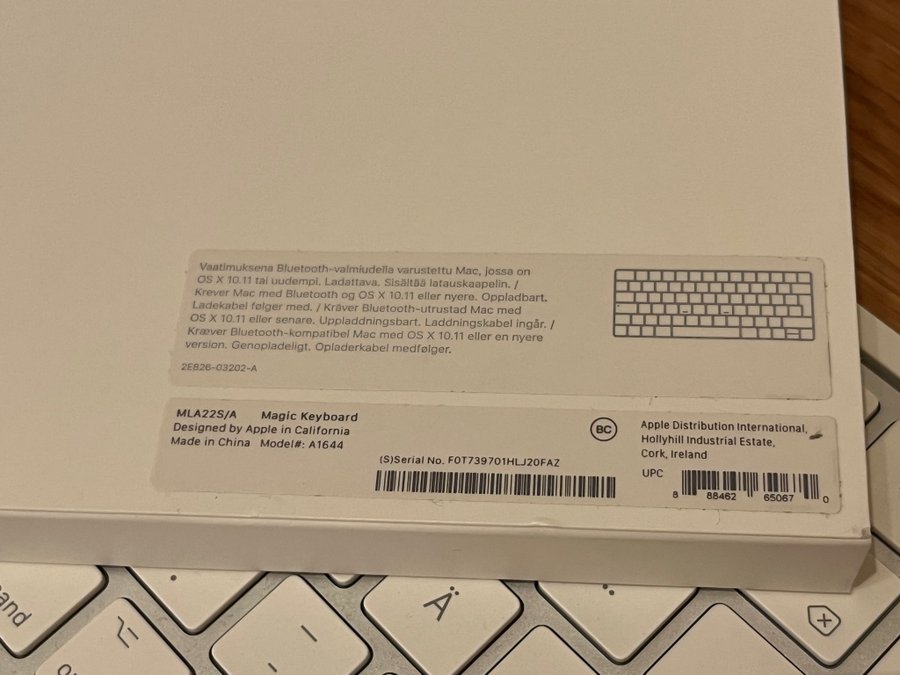 Vaatimuksena Bluetooth-valmiudella varustettu Mac, jossa on
OS X 10.11 tai uudempi. Ladattava. Sisältää latauskaapelin. /
Krever Mac med Bluetooth og OS X 10.11 eller nyere. Oppladbart.
Ladekabel følger med. / Kräver Bluetooth-utrustad Mac med
OS X 10.11 eller senare. Uppladdningsbart. Laddningskabel ingår. /
Kræver Bluetooth-kompatibel Mac med OS X 10.11 eller en nyere
version. Genopladeligt. Opladerkabel medfølger.
2E826-03202-A
MLA22S/A Magic Keyboard
Designed by Apple in California
Made in China Model#: A1644
(S)Serial No. F0T739701HLJ20FAZ
BC
Apple Distribution International,
Hollyhill Industrial Estate,
Cork, Ireland
UPC
8 88462 65067 0
Ä